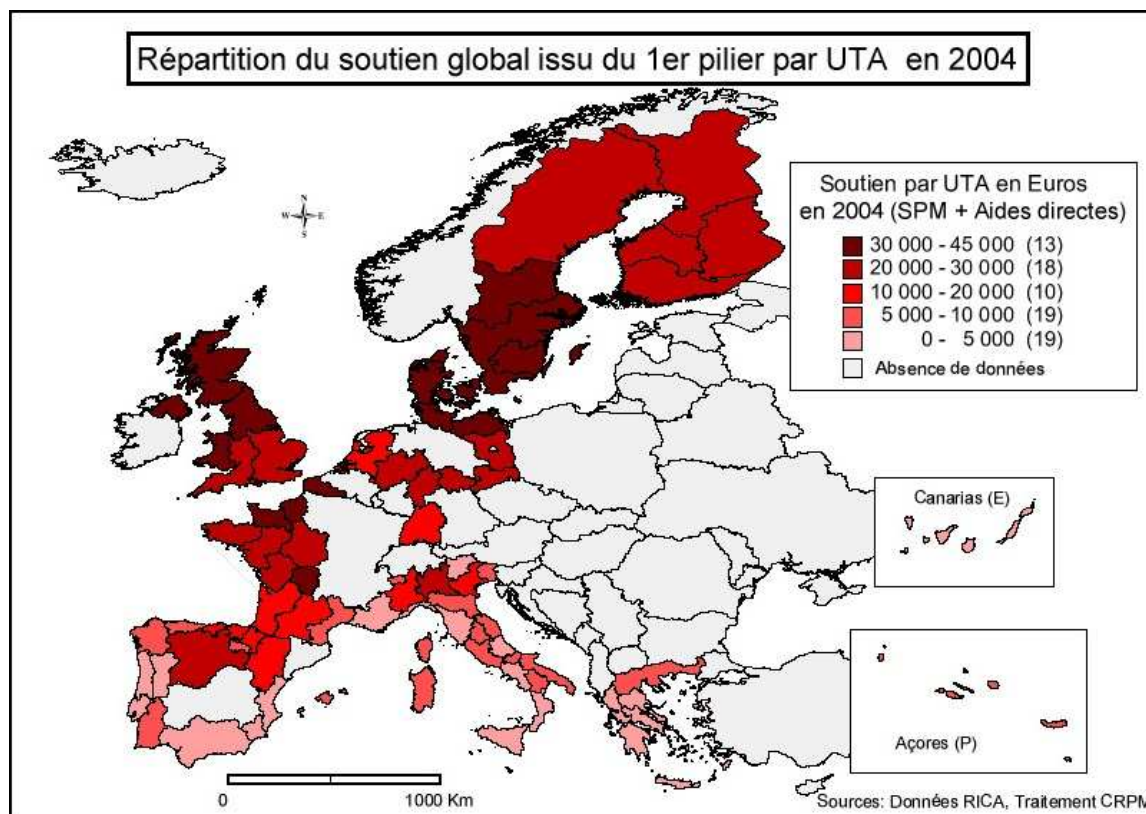 Répartition du soutien global issu du 1er pilier par UTA en 2004
N
W E
S
Soutien par UTA en Euros
en 2004 (SPM + Aides directes)
30 000 - 45 000 (13)
20 000 - 30 000 (18)
10 000 - 20 000 (10)
5 000 - 10 000 (19)
0 - 5 000 (19)
Absence de données
Canarias (E)
Açores (P)
0 1000 Km
Sources: Données RICA, Traitement CRPM